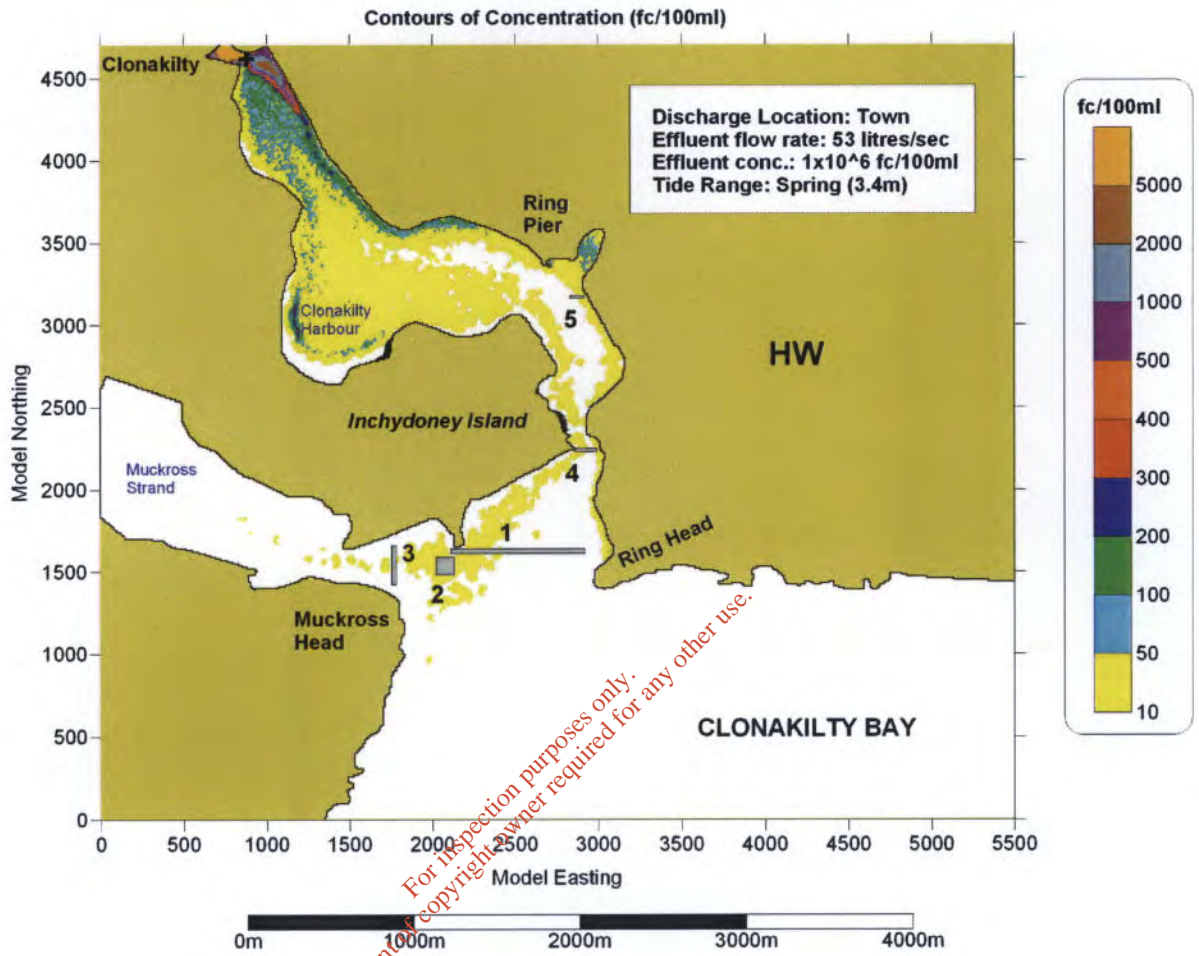 Contours of Concentration (fc/100ml)
Clonakilty
Discharge Location: Town
Effluent flow rate: 53 litres/sec
Effluent conc.: 1x10^6 fc/100ml
Tide Range: Spring (3.4m)
fc/100ml
5000
2000
1000
500
400
300
200
100
50
10
Ring
Pier
Clonakilty
Harbour
5
HW
Inchydoney Island
4
Muckross
Strand
1
3
2
Ring Head
Muckross
Head
CLONAKILTY BAY
Model Northing
4500
4000
3500
3000
2500
2000
1500
1000
500
0
0
500
1000
1500
2000
2500
3000
3500
4000
4500
5000
5500
Model Easting
0m
1000m
2000m
3000m
4000m
For inspection purposes only.
of copyright owner required for any other use.